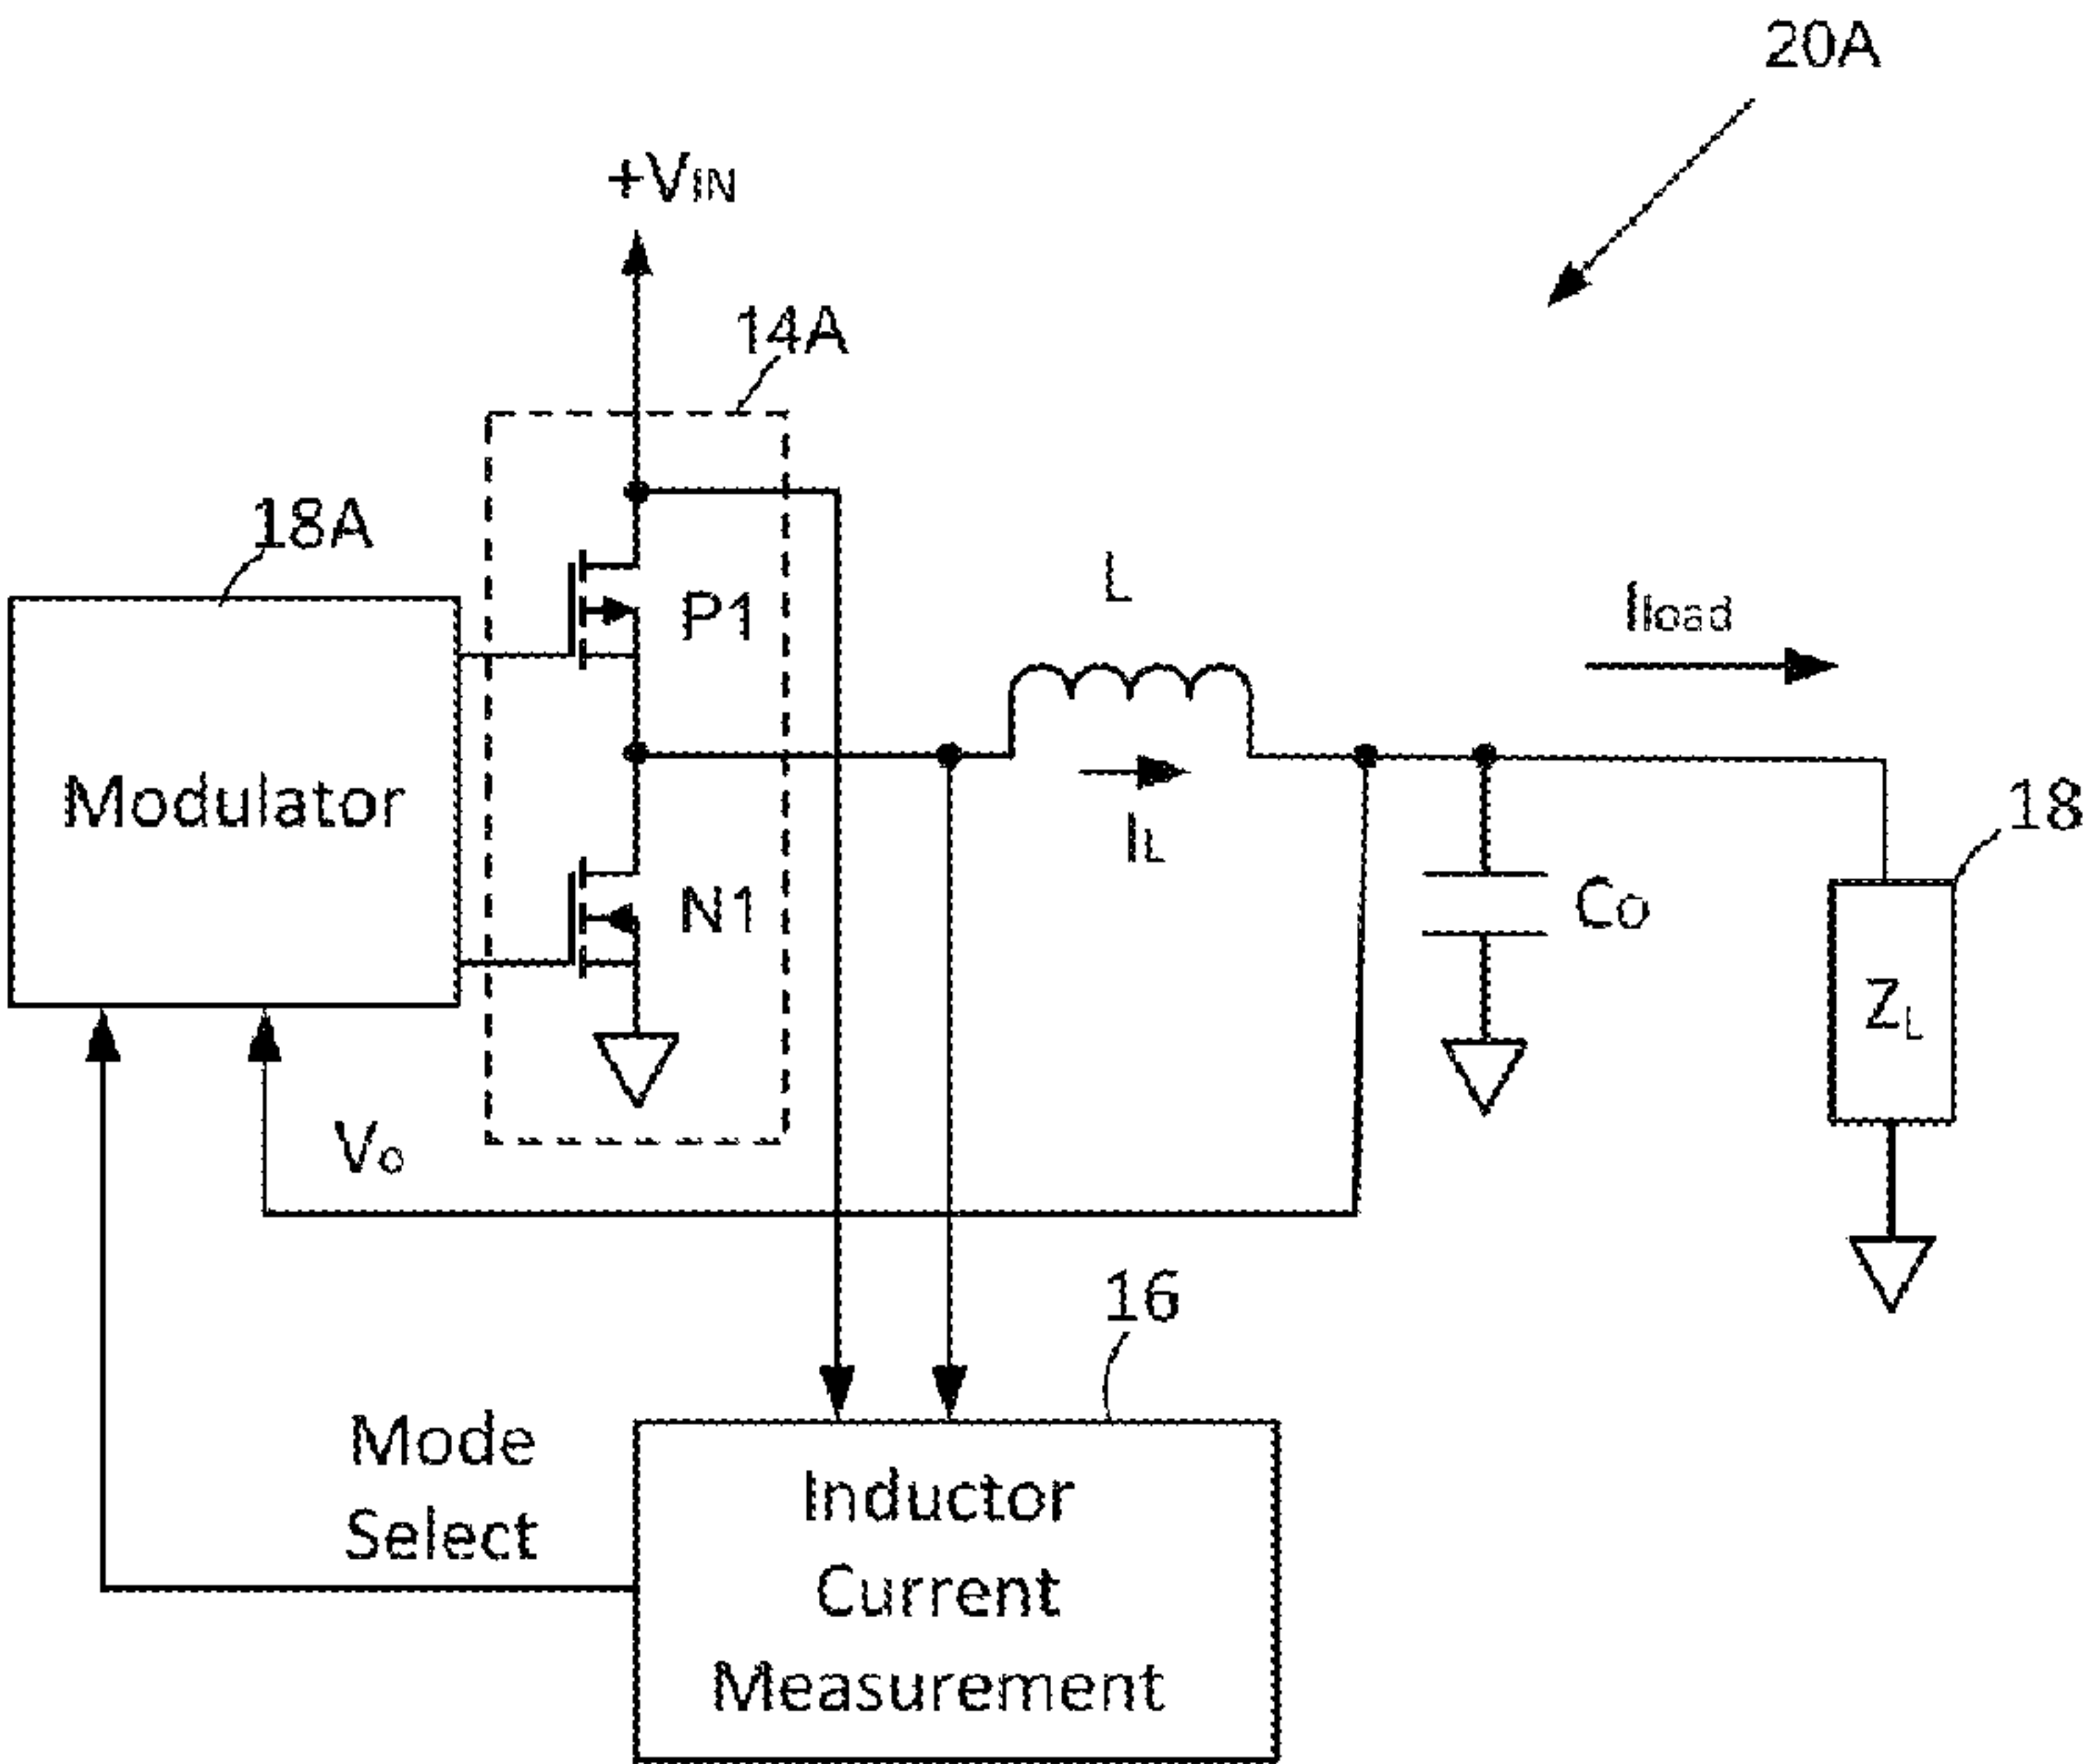 20A
+VIN
14A
18A
P1
L
Iload
Modulator
IL
18
N1
CO
ZL
VO
16
Mode
Select
Inductor
Current
Measurement